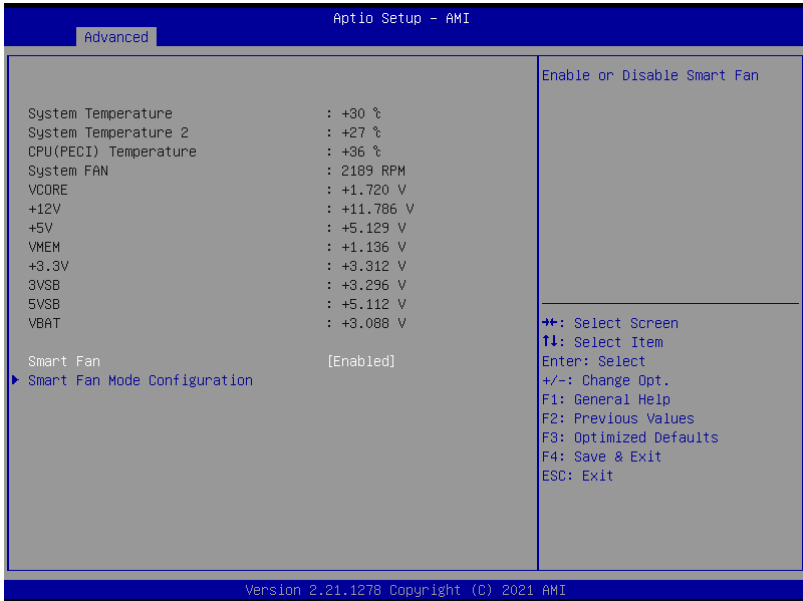 Aptio Setup – AMI
Advanced
System Temperature : +30 ℃
System Temperature 2 : +27 ℃
CPU(PECI) Temperature : +36 ℃
System FAN : 2189 RPM
VCORE : +1.720 V
+12V : +11.786 V
+5V : +5.129 V
VMEM : +1.136 V
+3.3V : +3.312 V
3VSB : +3.296 V
5VSB : +5.112 V
VBAT : +3.088 V
Smart Fan [Enabled]
▶ Smart Fan Mode Configuration
Enable or Disable Smart Fan
→←: Select Screen
↑↓: Select Item
Enter: Select
+/-: Change Opt.
F1: General Help
F2: Previous Values
F3: Optimized Defaults
F4: Save & Exit
ESC: Exit
Version 2.21.1278 Copyright (C) 2021 AMI